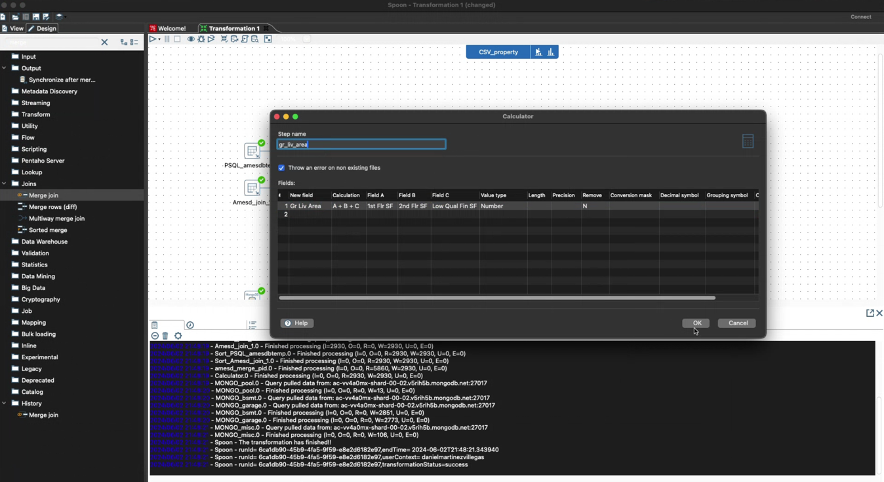 Spoon - Transformation 1 (changed)
Connect
View Design
Welcome! Transformation 1
CSV_property
Input
Output
Synchronize after mer...
Metadata Discovery
Streaming
Transform
Utility
Flow
Scripting
Pentaho Server
Lookup
Joins
Merge join
Merge rows (diff)
Multiway merge join
Sorted merge
Data Warehouse
Validation
Statistics
Data Mining
Big Data
Cryptography
Job
Mapping
Bulk loading
Inline
Experimental
Legacy
Deprecated
Catalog
History
Merge join
PSQL_amesdbte
Amesd_join_
Calculator
Step name
gr_liv_area
Throw an error on non existing files
Fields:
# New field Calculation Field A Field B Field C Value type Length Precision Remove Conversion mask Decimal symbol Grouping symbol C
1 Gr Liv Area A + B + C 1st Flr SF 2nd Flr SF Low Qual Fin SF Number N
2
Help OK Cancel
- Amesd_join_1.0 - Finished processing (I=2930, O=0, R=0, W=2930, U=0, E=0)
- Sort_PSQL_amesdbtemp.0 - Finished processing (I=0, O=0, R=2930, W=2930, U=0, E=0)
- Sort_Amesd_join_1.0 - Finished processing (I=0, O=0, R=2930, W=2930, U=0, E=0)
- amesd_merge_pid.0 - Finished processing (I=0, O=0, R=5860, W=2930, U=0, E=0)
- Calculator.0 - Finished processing (I=0, O=0, R=2930, W=2930, U=0, E=0)
- MONGO_pool.0 - Query pulled data from: ac-vv4a0mx-shard-00-02.v5rih5b.mongodb.net:27017
- MONGO_pool.0 - Finished processing (I=0, O=0, R=0, W=13, U=0, E=0)
- MONGO_bsmt.0 - Query pulled data from: ac-vv4a0mx-shard-00-02.v5rih5b.mongodb.net:27017
- MONGO_garage.0 - Query pulled data from: ac-vv4a0mx-shard-00-02.v5rih5b.mongodb.net:27017
- MONGO_bsmt.0 - Finished processing (I=0, O=0, R=0, W=2851, U=0, E=0)
- MONGO_garage.0 - Finished processing (I=0, O=0, R=0, W=2773, U=0, E=0)
- MONGO_misc.0 - Query pulled data from: ac-vv4a0mx-shard-00-02.v5rih5b.mongodb.net:27017
- MONGO_misc.0 - Finished processing (I=0, O=0, R=0, W=106, U=0, E=0)
- Spoon - The transformation has finished!!
- Spoon - runId= 6ca1db90-45b9-4fa5-9f59-e8e2d6182e97,endTime= 2024-06-02T21:48:21.343940
- Spoon - runId= 6ca1db90-45b9-4fa5-9f59-e8e2d6182e97,userContext= danielmartinezvillegas
- Spoon - runId= 6ca1db90-45b9-4fa5-9f59-e8e2d6182e97,transformationStatus=success